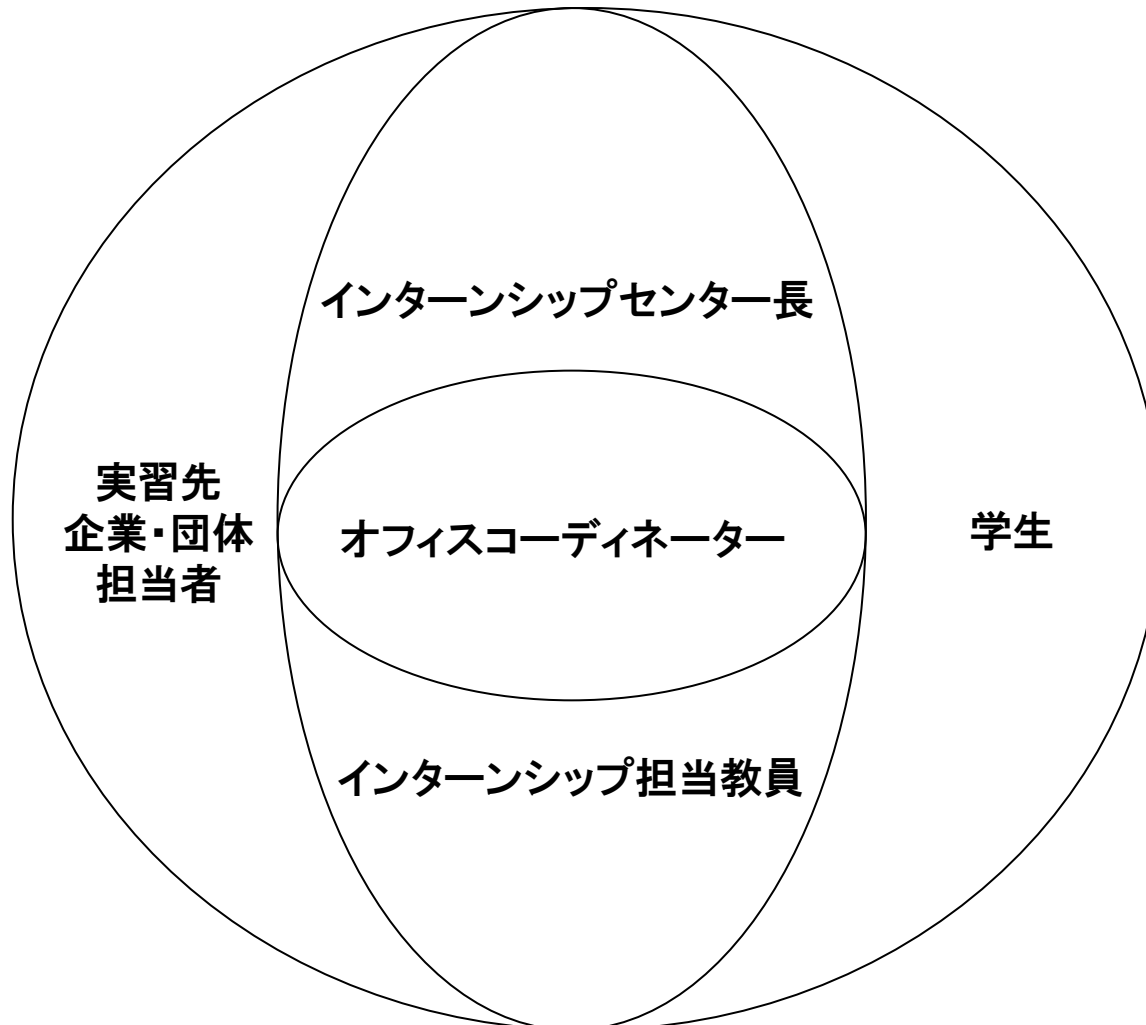 インターンシップセンター長
実習先
企業・団体
担当者
オフィスコーディネーター
学生
インターンシップ担当教員